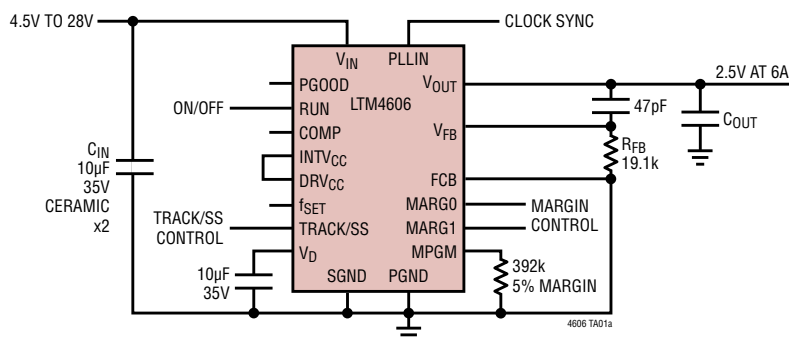 4.5V TO 28V
CLOCK SYNC
VIN
PLLIN
PGOOD
VOUT
2.5V AT 6A
ON/OFF
RUN
LTM4606
47pF
COMP
VFB
COUT
CIN
10µF
35V
CERAMIC
x2
INTVCC
RFB
19.1k
DRVCC
FCB
fSET
MARG0
MARGIN
CONTROL
TRACK/SS
CONTROL
TRACK/SS
MARG1
VD
MPGM
10µF
35V
392k
5% MARGIN
SGND
PGND
4606 TA01a